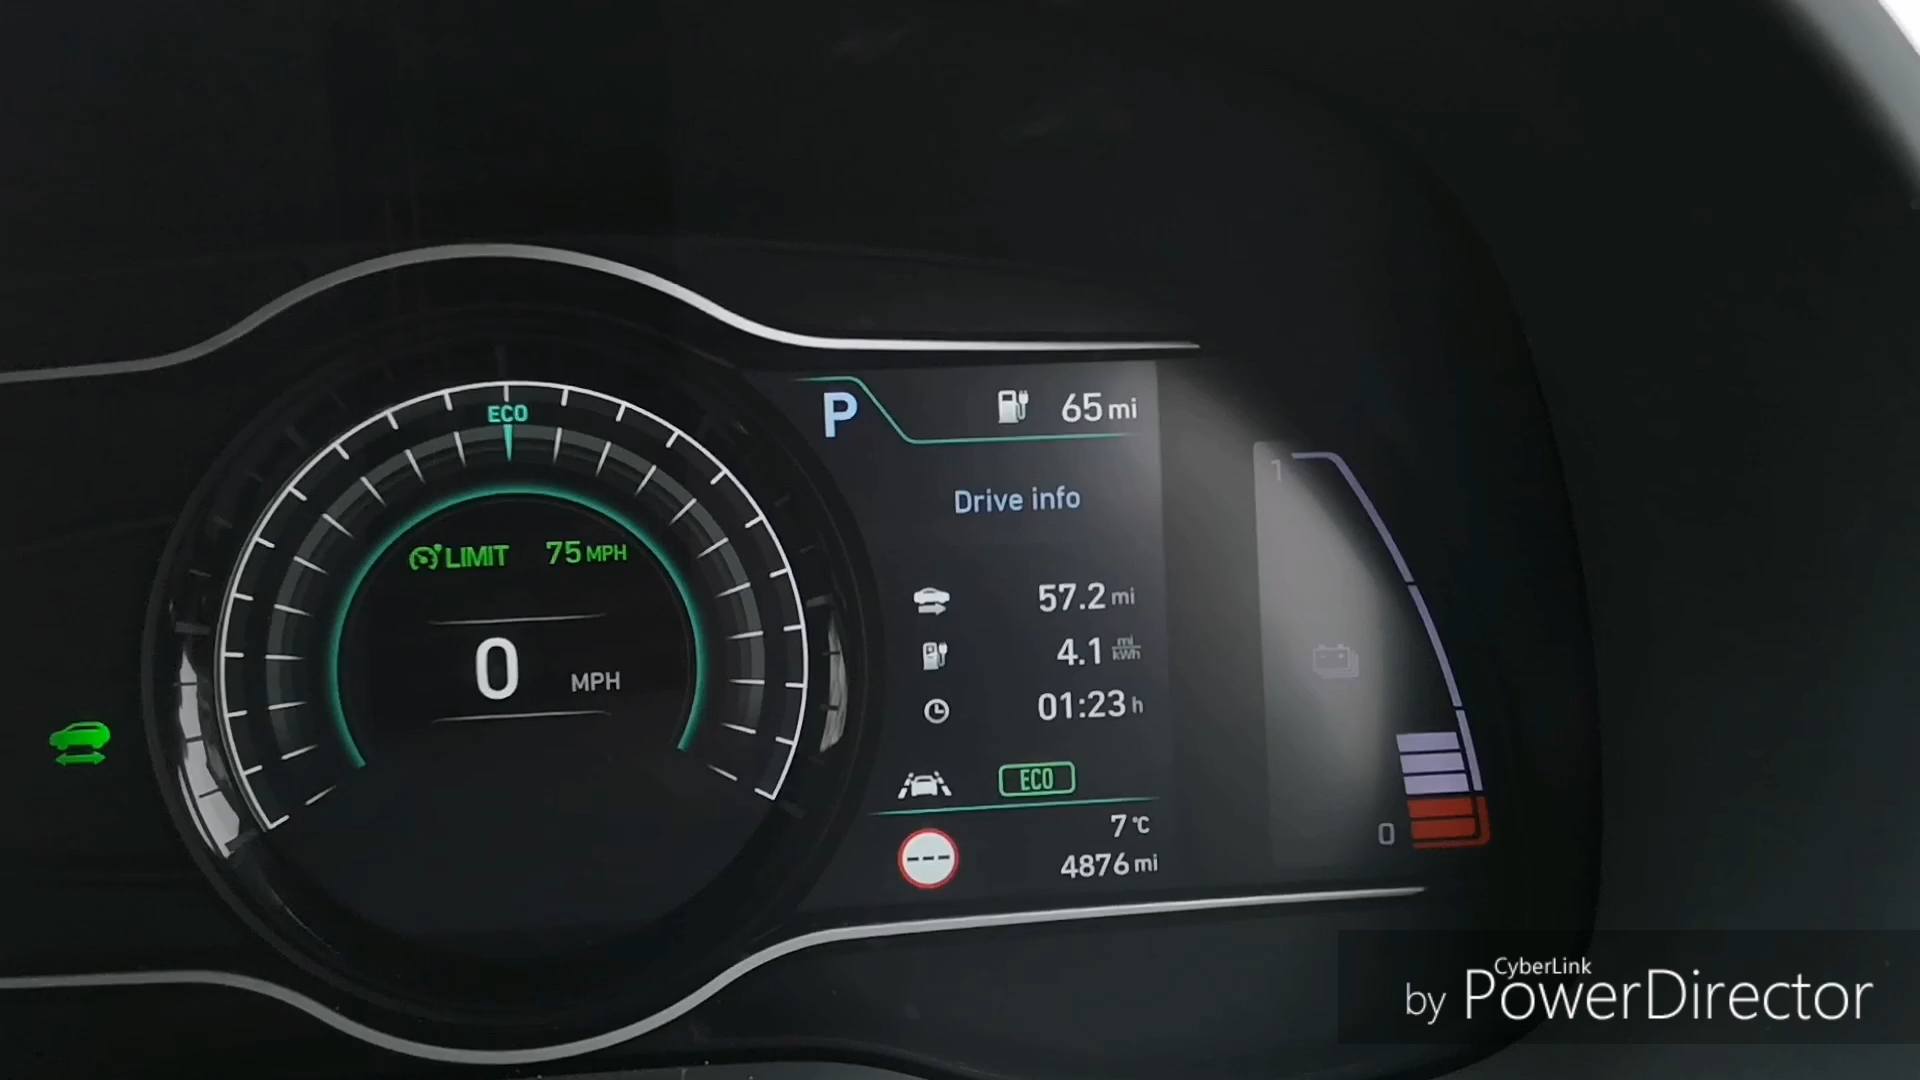 ECO
LIMIT 75 MPH
0 MPH
P 65 mi
Drive info
57.2 mi
4.1 mi/kWh
01:23 h
ECO
7 °C
4876 mi
1
0
by CyberLink PowerDirector